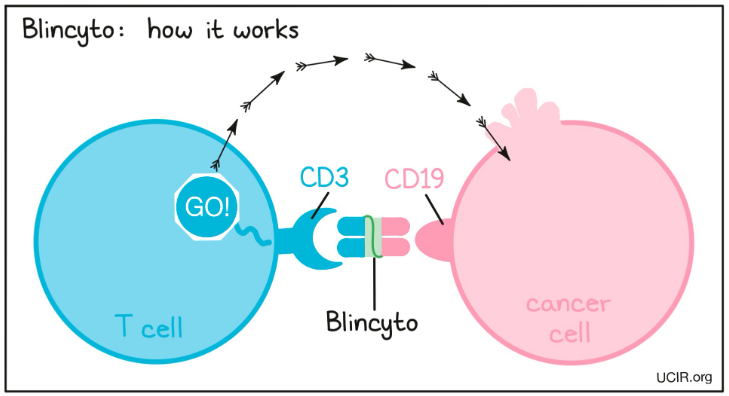 Blincyto: how it works
CD3
CD19
GO!
T cell
cancer
cell
Blincyto
UCIR.org